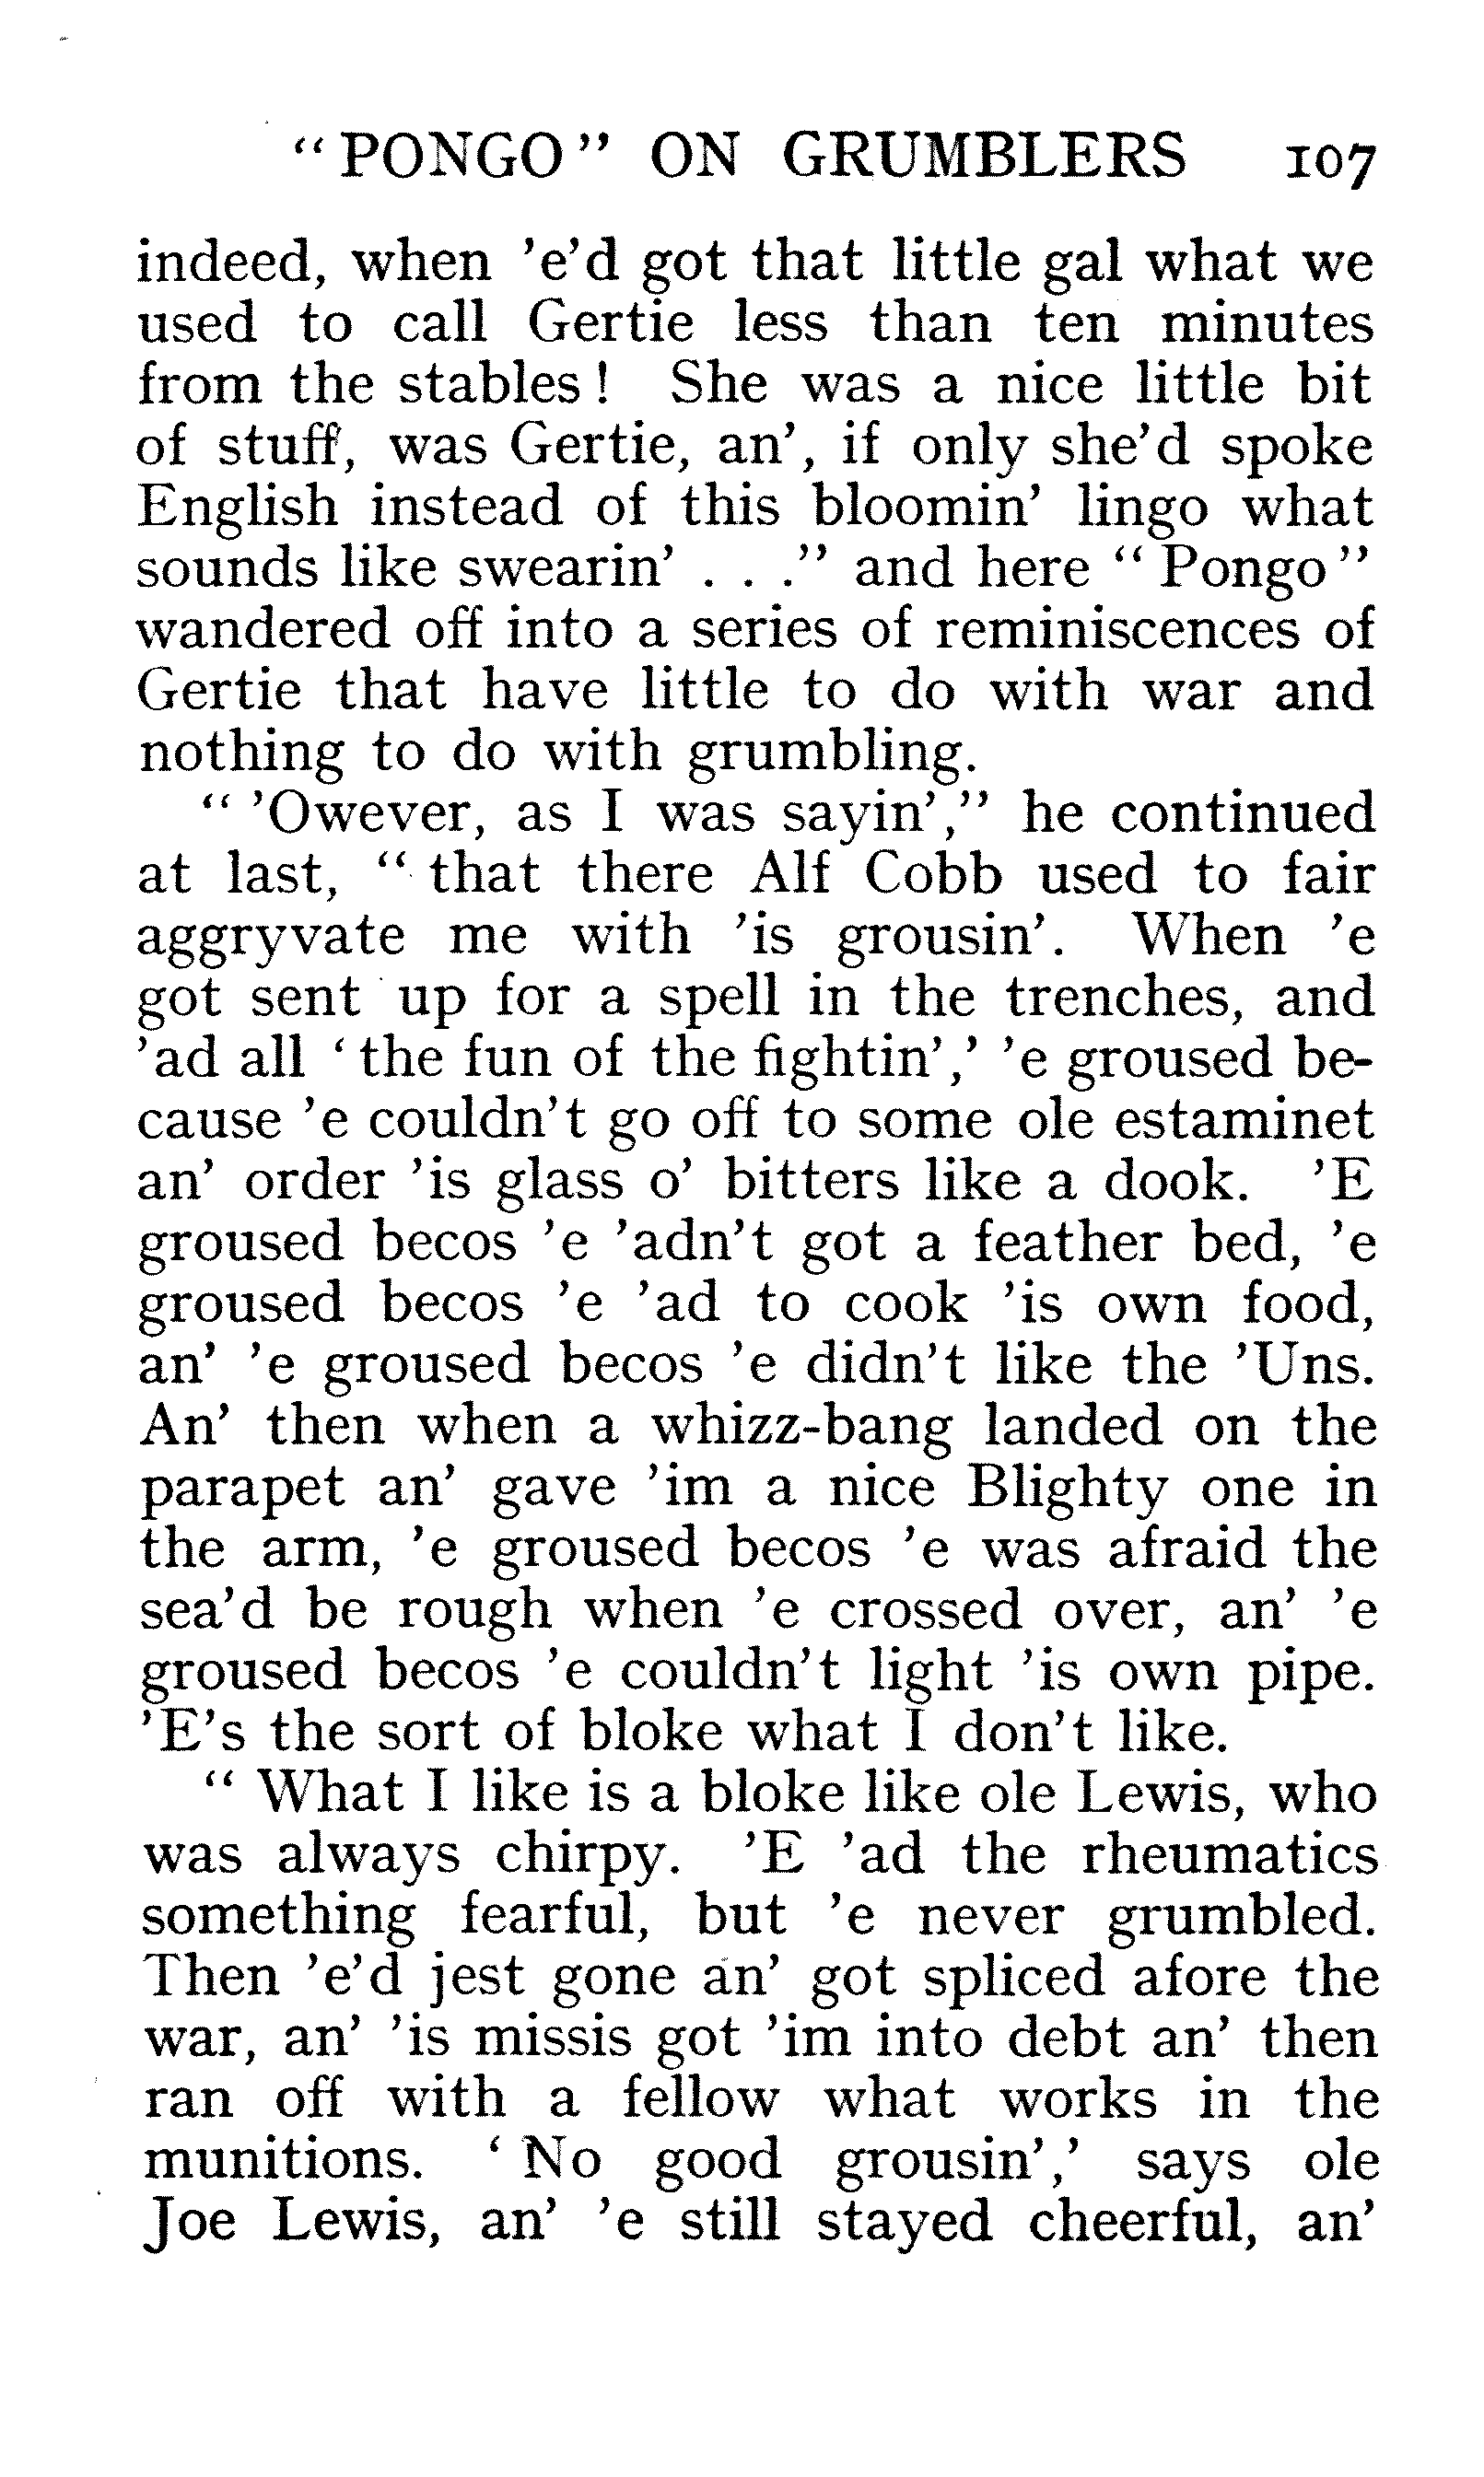 “PONGO” ON GRUMBLERS 107
indeed, when ’e’d got that little gal what we
used to call Gertie less than ten minutes
from the stables! She was a nice little bit
of stuff, was Gertie, an’, if only she’d spoke
English instead of this bloomin’ lingo what
sounds like swearin’ . . .” and here “Pongo”
wandered off into a series of reminiscences of
Gertie that have little to do with war and
nothing to do with grumbling.
“’Owever, as I was sayin’,” he continued
at last, “that there Alf Cobb used to fair
aggryvate me with ’is grousin’. When ’e
got sent up for a spell in the trenches, and
’ad all ‘the fun of the fightin’,’ ’e groused be-
cause ’e couldn’t go off to some ole estaminet
an’ order ’is glass o’ bitters like a dook. ’E
groused becos ’e ’adn’t got a feather bed, ’e
groused becos ’e ’ad to cook ’is own food,
an’ ’e groused becos ’e didn’t like the ’Uns.
An’ then when a whizz-bang landed on the
parapet an’ gave ’im a nice Blighty one in
the arm, ’e groused becos ’e was afraid the
sea’d be rough when ’e crossed over, an’ ’e
groused becos ’e couldn’t light ’is own pipe.
’E’s the sort of bloke what I don’t like.
“What I like is a bloke like ole Lewis, who
was always chirpy. ’E ’ad the rheumatics
something fearful, but ’e never grumbled.
Then ’e’d jest gone an’ got spliced afore the
war, an’ ’is missis got ’im into debt an’ then
ran off with a fellow what works in the
munitions. ‘No good grousin’,’ says ole
Joe Lewis, an’ ’e still stayed cheerful, an’